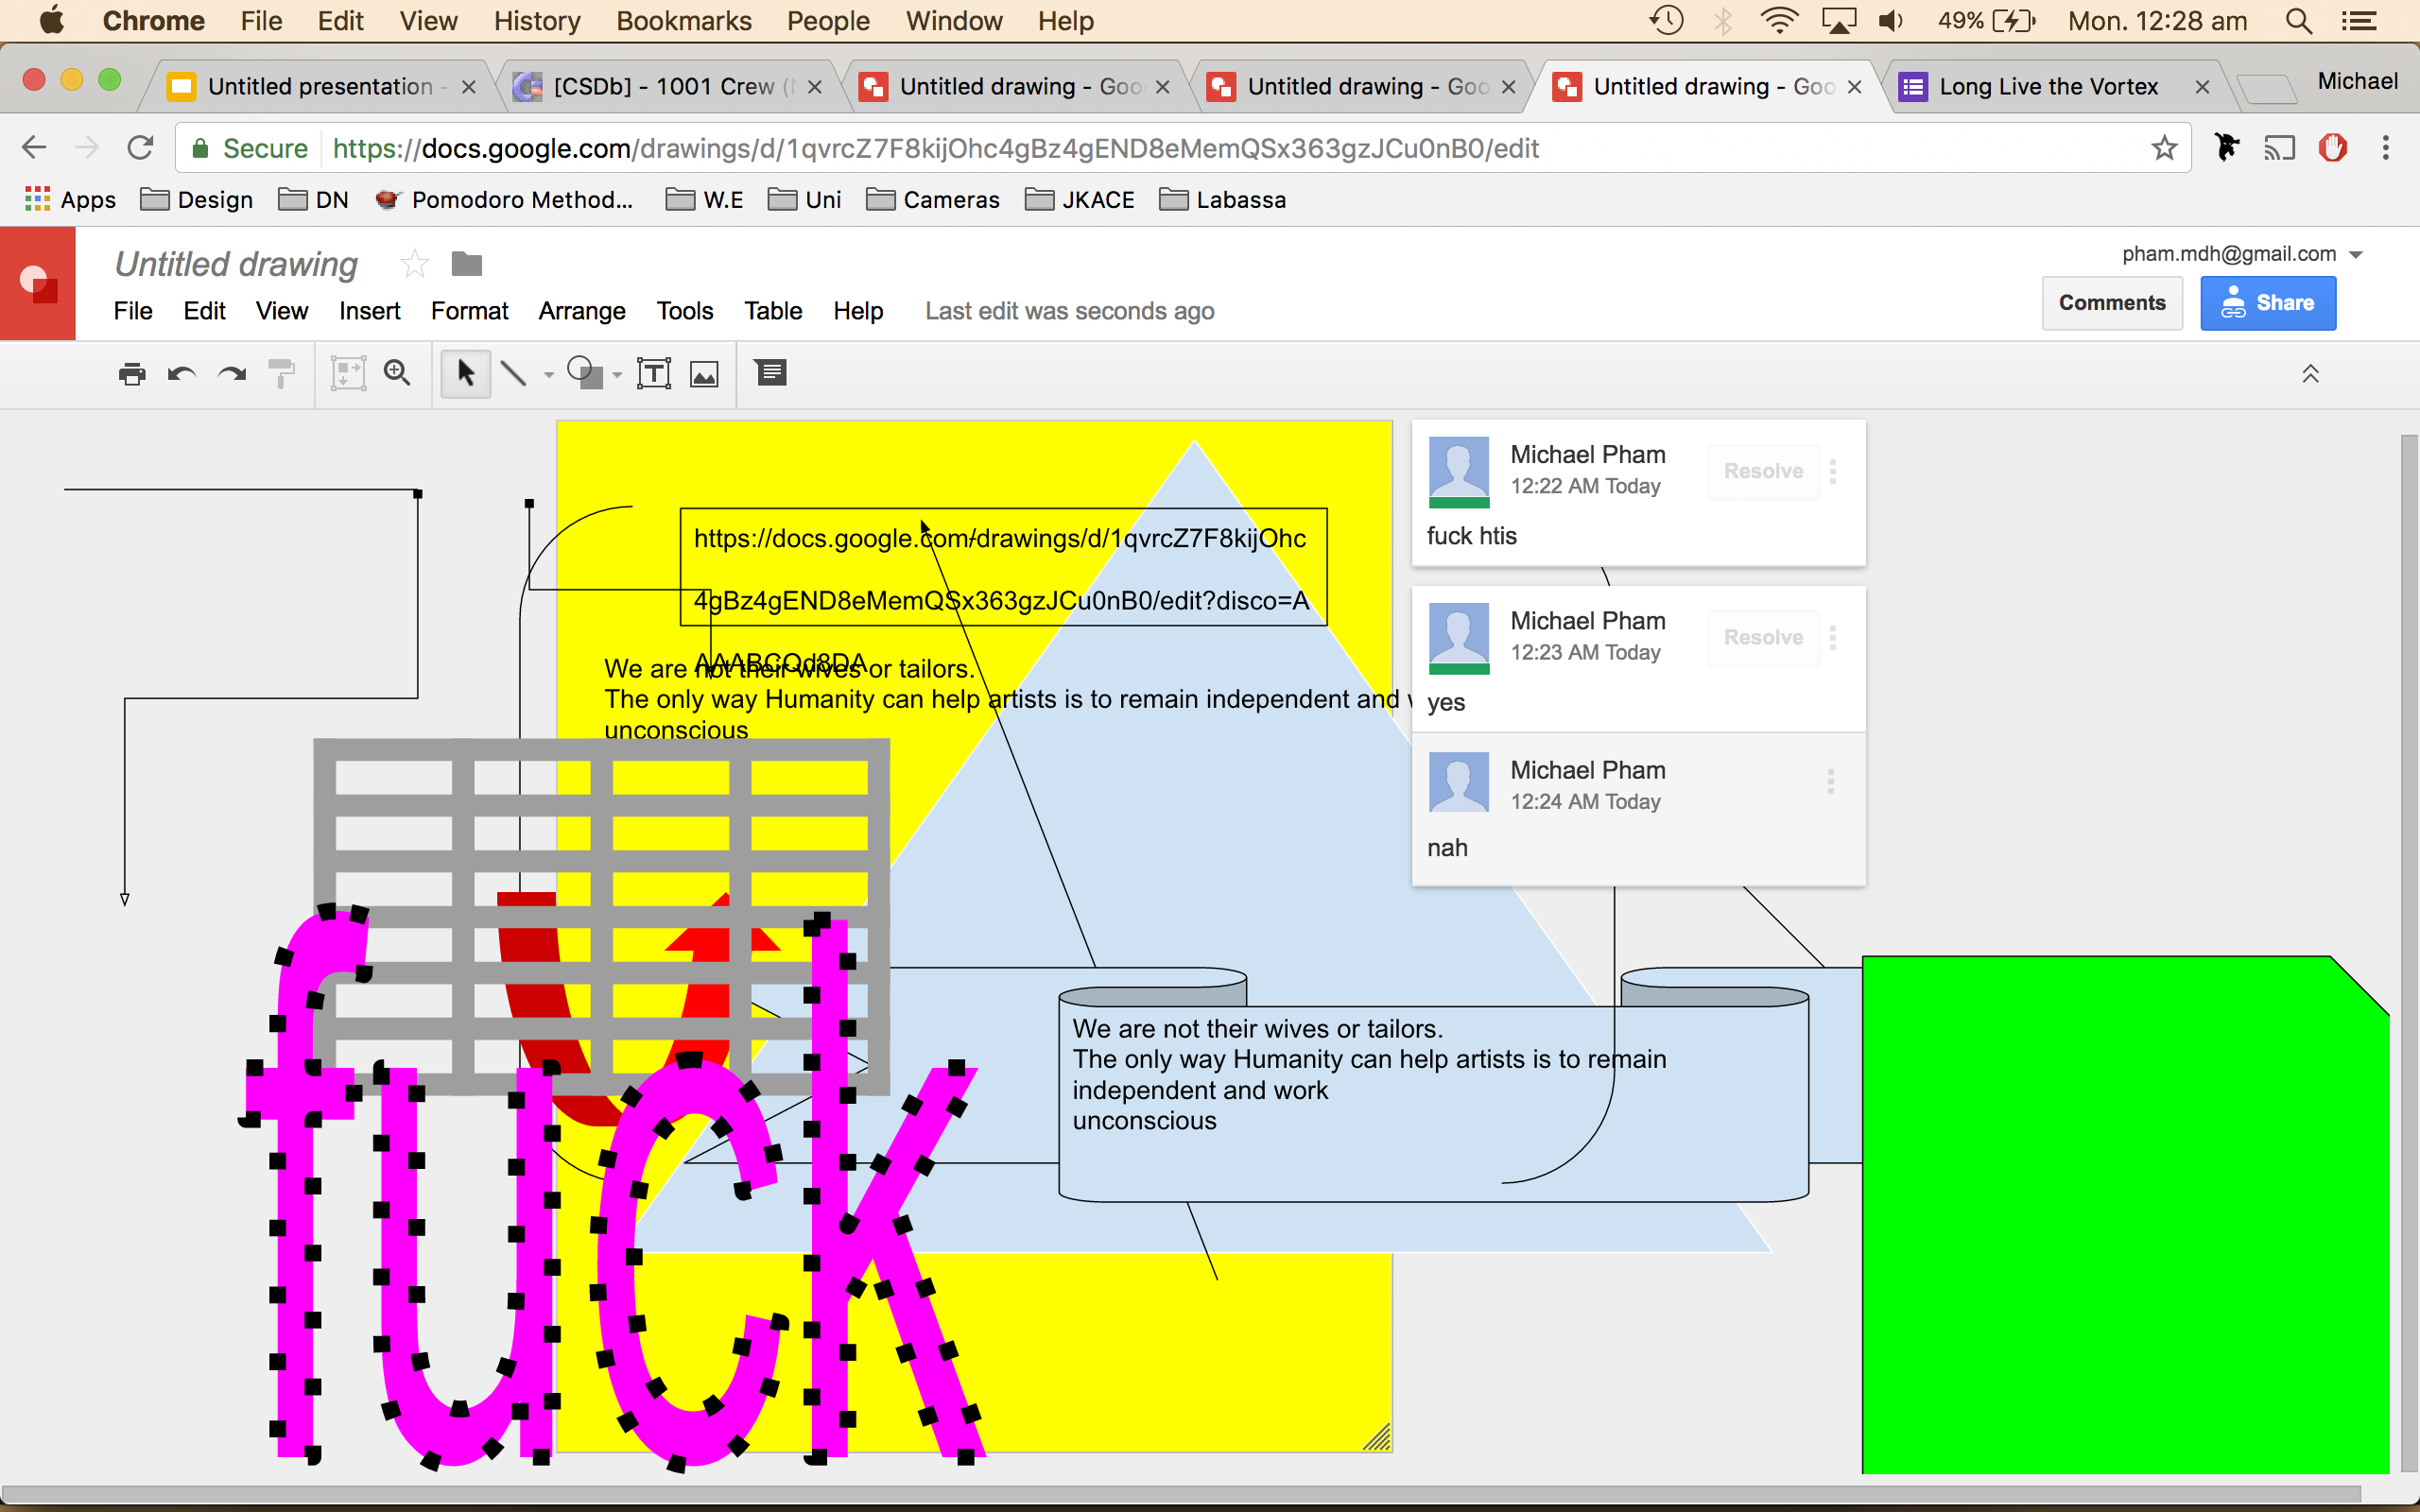 Chrome File Edit View History Bookmarks People Window Help 49% Mon. 12:28 am
Untitled presentation - [CSDb] - 1001 Crew ( Untitled drawing - Goo Untitled drawing - Goo Untitled drawing - Goo Long Live the Vortex Michael
Secure https://docs.google.com/drawings/d/1qvrcZ7F8kijOhc4gBz4gEND8eMemQSx363gzJCu0nB0/edit
Apps Design DN Pomodoro Method... W.E Uni Cameras JKACE Labassa
Untitled drawing
pham.mdh@gmail.com
File Edit View Insert Format Arrange Tools Table Help Last edit was seconds ago
Comments Share
https://docs.google.com/drawings/d/1qvrcZ7F8kijOhc
4gBz4gEND8eMemQSx363gzJCu0nB0/edit?disco=A
AAABCQd8DA
We are not their wives or tailors.
The only way Humanity can help artists is to remain independent and
unconscious
Michael Pham
12:22 AM Today
Resolve
fuck htis
Michael Pham
12:23 AM Today
Resolve
yes
Michael Pham
12:24 AM Today
nah
We are not their wives or tailors.
The only way Humanity can help artists is to remain
independent and work
unconscious
fuck